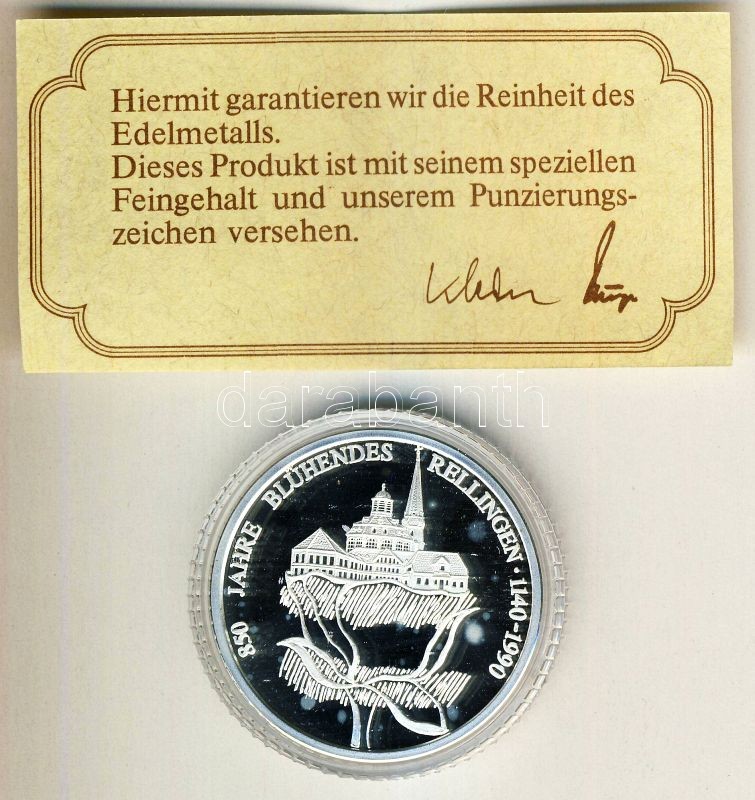 Hiermit garantieren wir die Reinheit des
Edelmetalls.
Dieses Produkt ist mit seinem speziellen
Feingehalt und unserem Punzierungs-
zeichen versehen.
darabanth
850 JAHRE BLÜHENDES RELLINGEN · 1140-1990